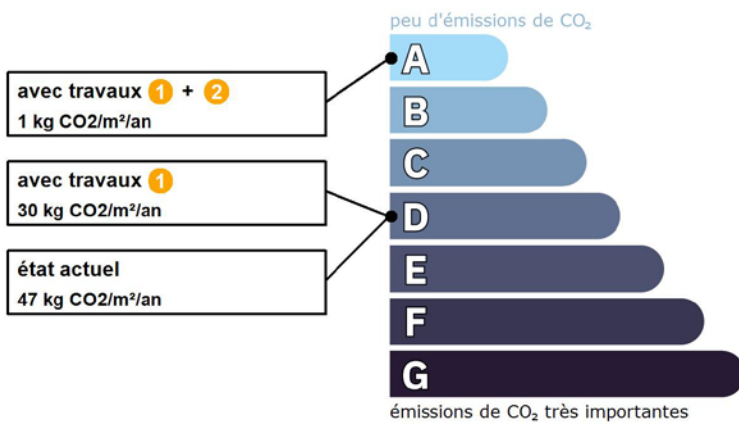 peu d'émissions de CO₂
A
avec travaux 1 + 2
1 kg CO2/m²/an
B
C
avec travaux 1
30 kg CO2/m²/an
D
état actuel
47 kg CO2/m²/an
E
F
G
émissions de CO₂ très importantes